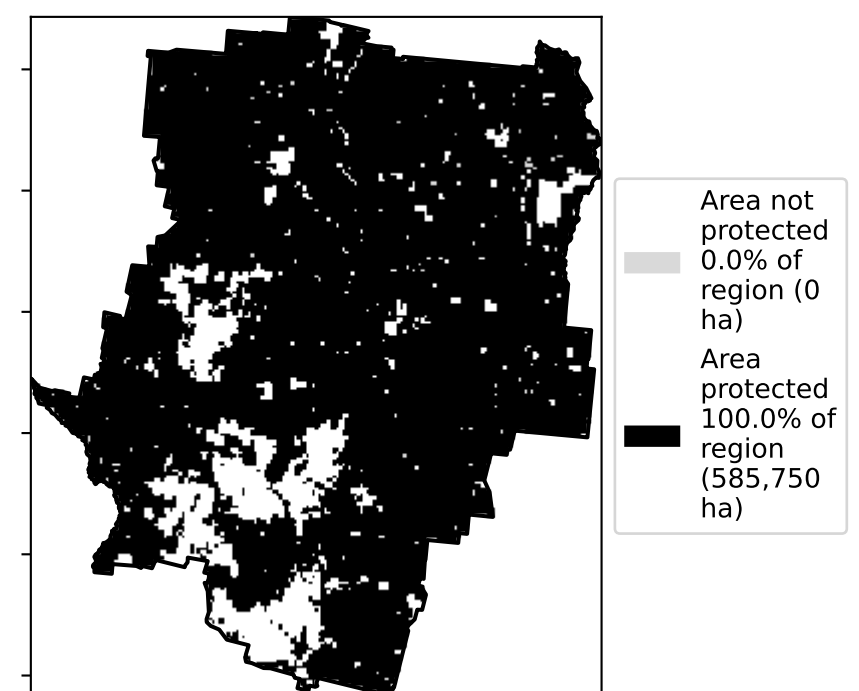 Area not
protected
0.0% of
region (0
ha)
Area
protected
100.0% of
region
(585,750
ha)